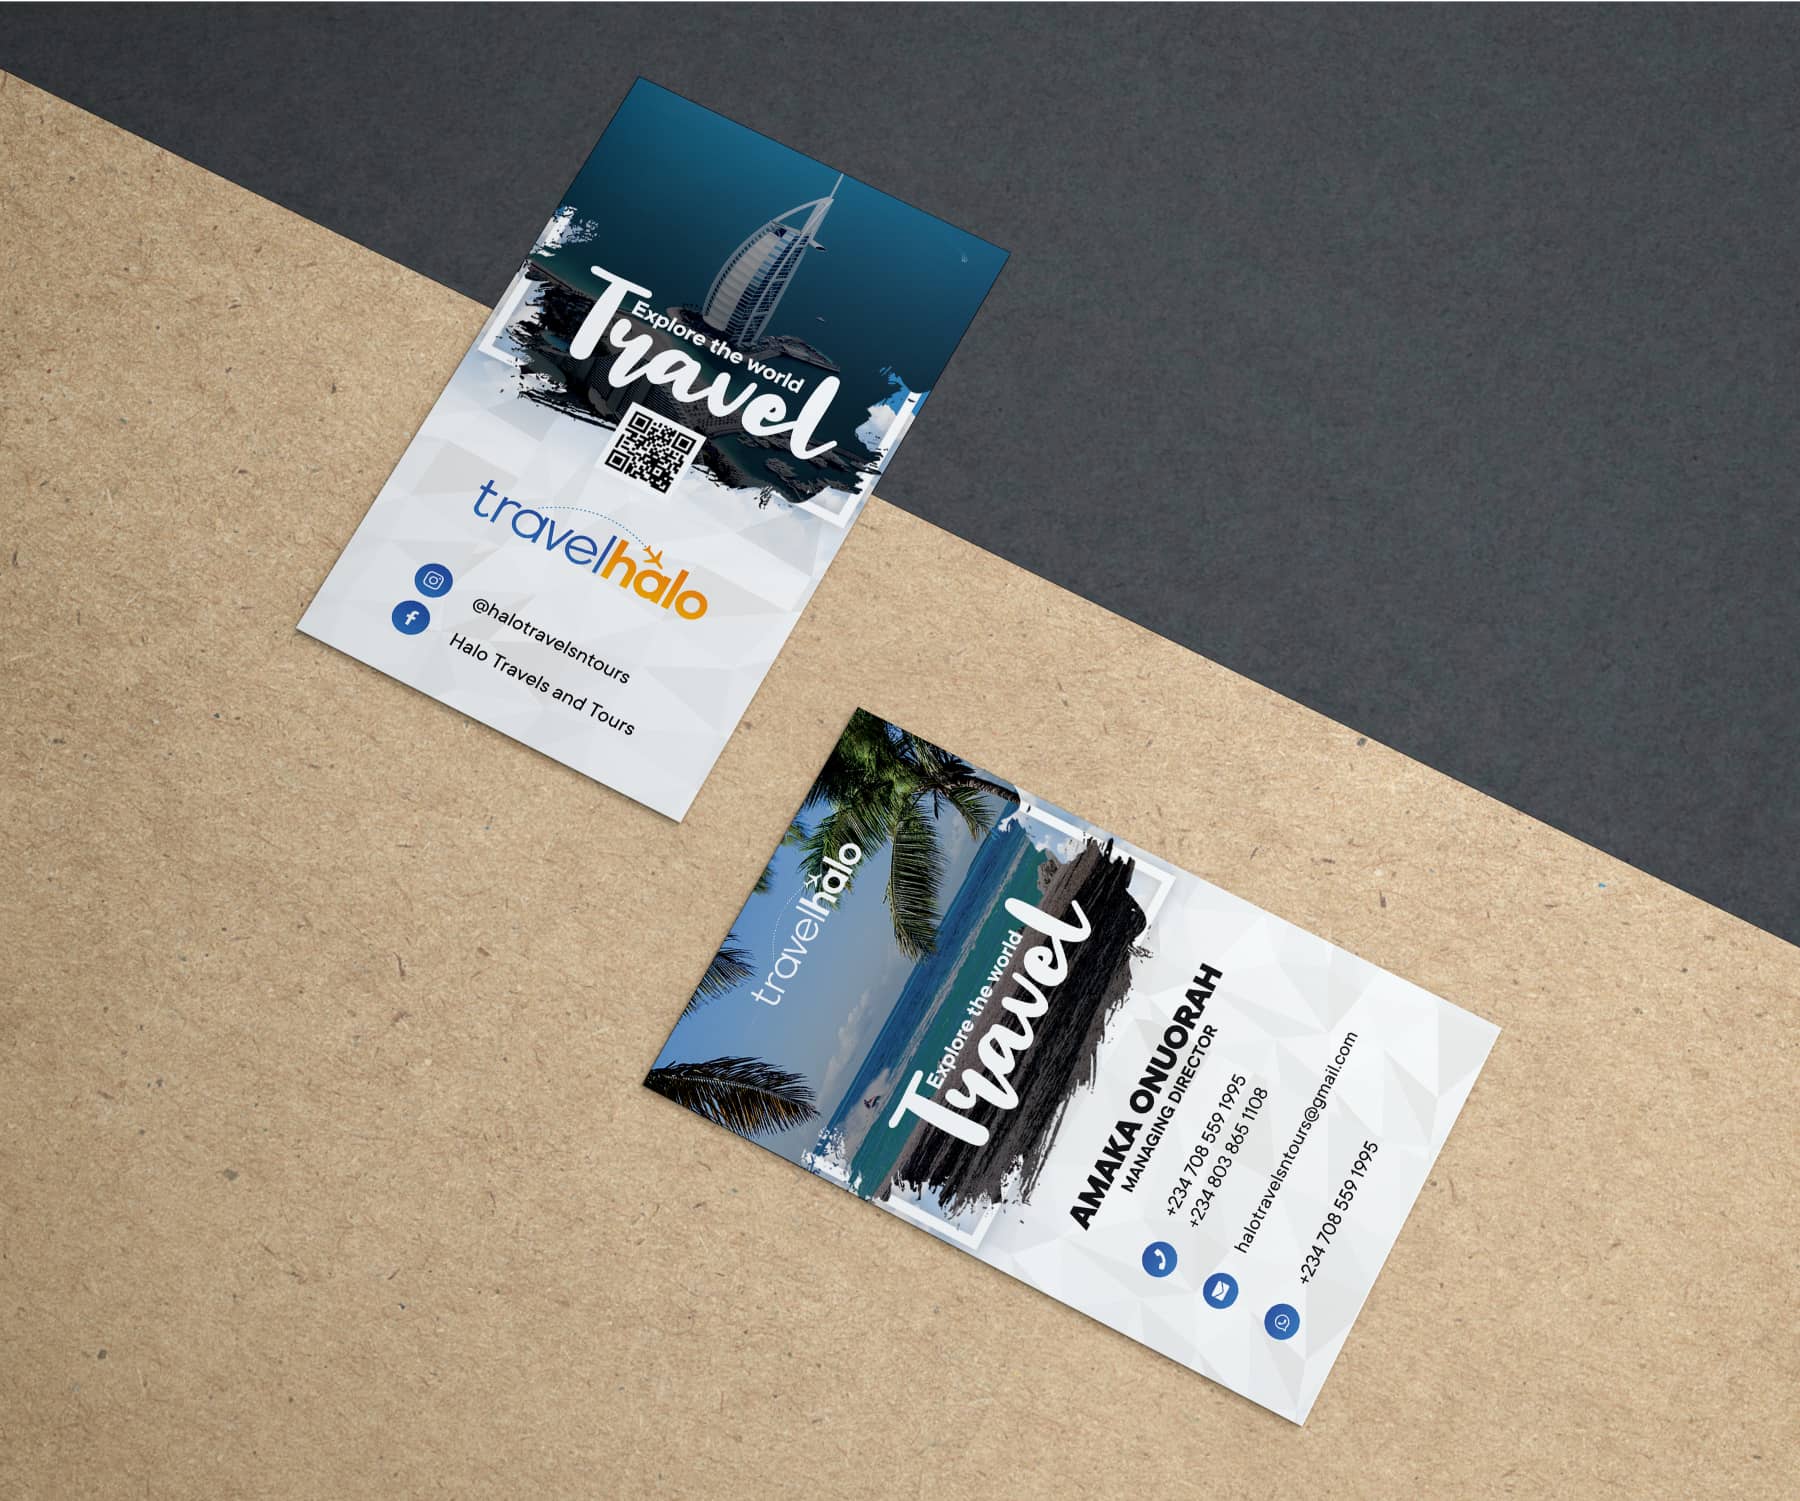 Explore the world
Travel
travelhalo
@halotravelsntours
Halo Travels and Tours
travelhalo
Explore the world
Travel
AMAKA ONUORAH
MANAGING DIRECTOR
+234 708 559 1995
+234 803 865 1108
halotravelsntours@gmail.com
+234 708 559 1995